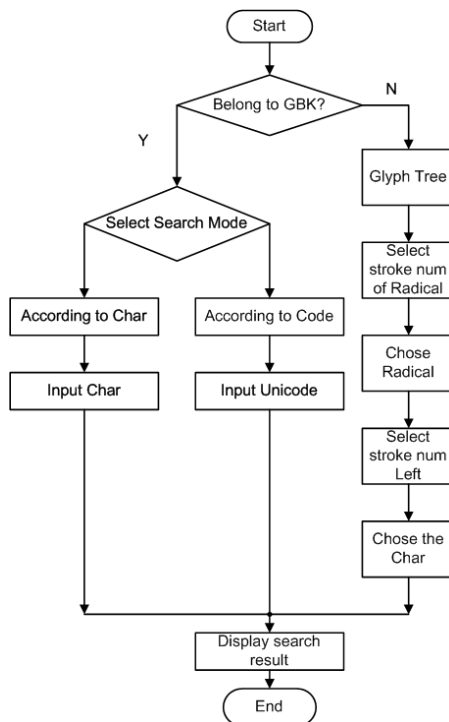 Start
Belong to GBK?
N
Y
Glyph Tree
Select Search Mode
Select
stroke num
of Radical
According to Char
According to Code
Chose
Radical
Input Char
Input Unicode
Select
stroke num
Left
Chose the
Char
Display search
result
End